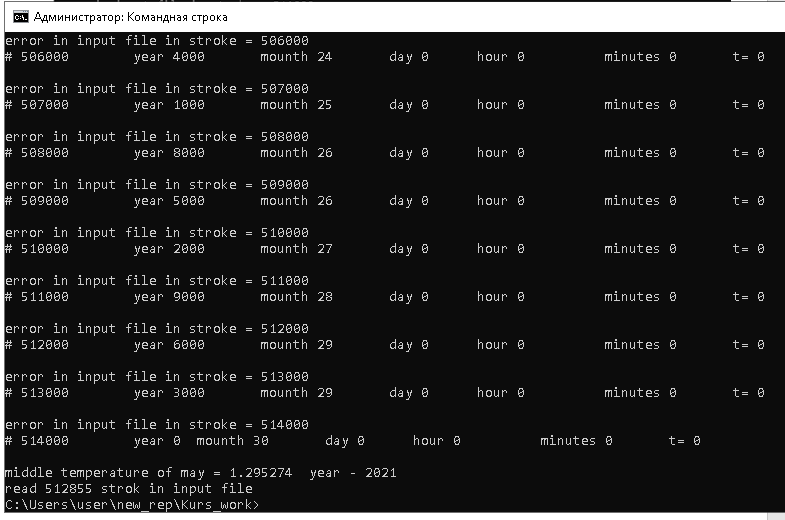 Администратор: Командная строка
error in input file in stroke = 506000
# 506000 year 4000 mounth 24 day 0 hour 0 minutes 0 t= 0
error in input file in stroke = 507000
# 507000 year 1000 mounth 25 day 0 hour 0 minutes 0 t= 0
error in input file in stroke = 508000
# 508000 year 8000 mounth 26 day 0 hour 0 minutes 0 t= 0
error in input file in stroke = 509000
# 509000 year 5000 mounth 26 day 0 hour 0 minutes 0 t= 0
error in input file in stroke = 510000
# 510000 year 2000 mounth 27 day 0 hour 0 minutes 0 t= 0
error in input file in stroke = 511000
# 511000 year 9000 mounth 28 day 0 hour 0 minutes 0 t= 0
error in input file in stroke = 512000
# 512000 year 6000 mounth 29 day 0 hour 0 minutes 0 t= 0
error in input file in stroke = 513000
# 513000 year 3000 mounth 29 day 0 hour 0 minutes 0 t= 0
error in input file in stroke = 514000
# 514000 year 0 mounth 30 day 0 hour 0 minutes 0 t= 0
middle temperature of may = 1.295274 year - 2021
read 512855 strok in input file
C:\Users\user\new_rep\Kurs_work>